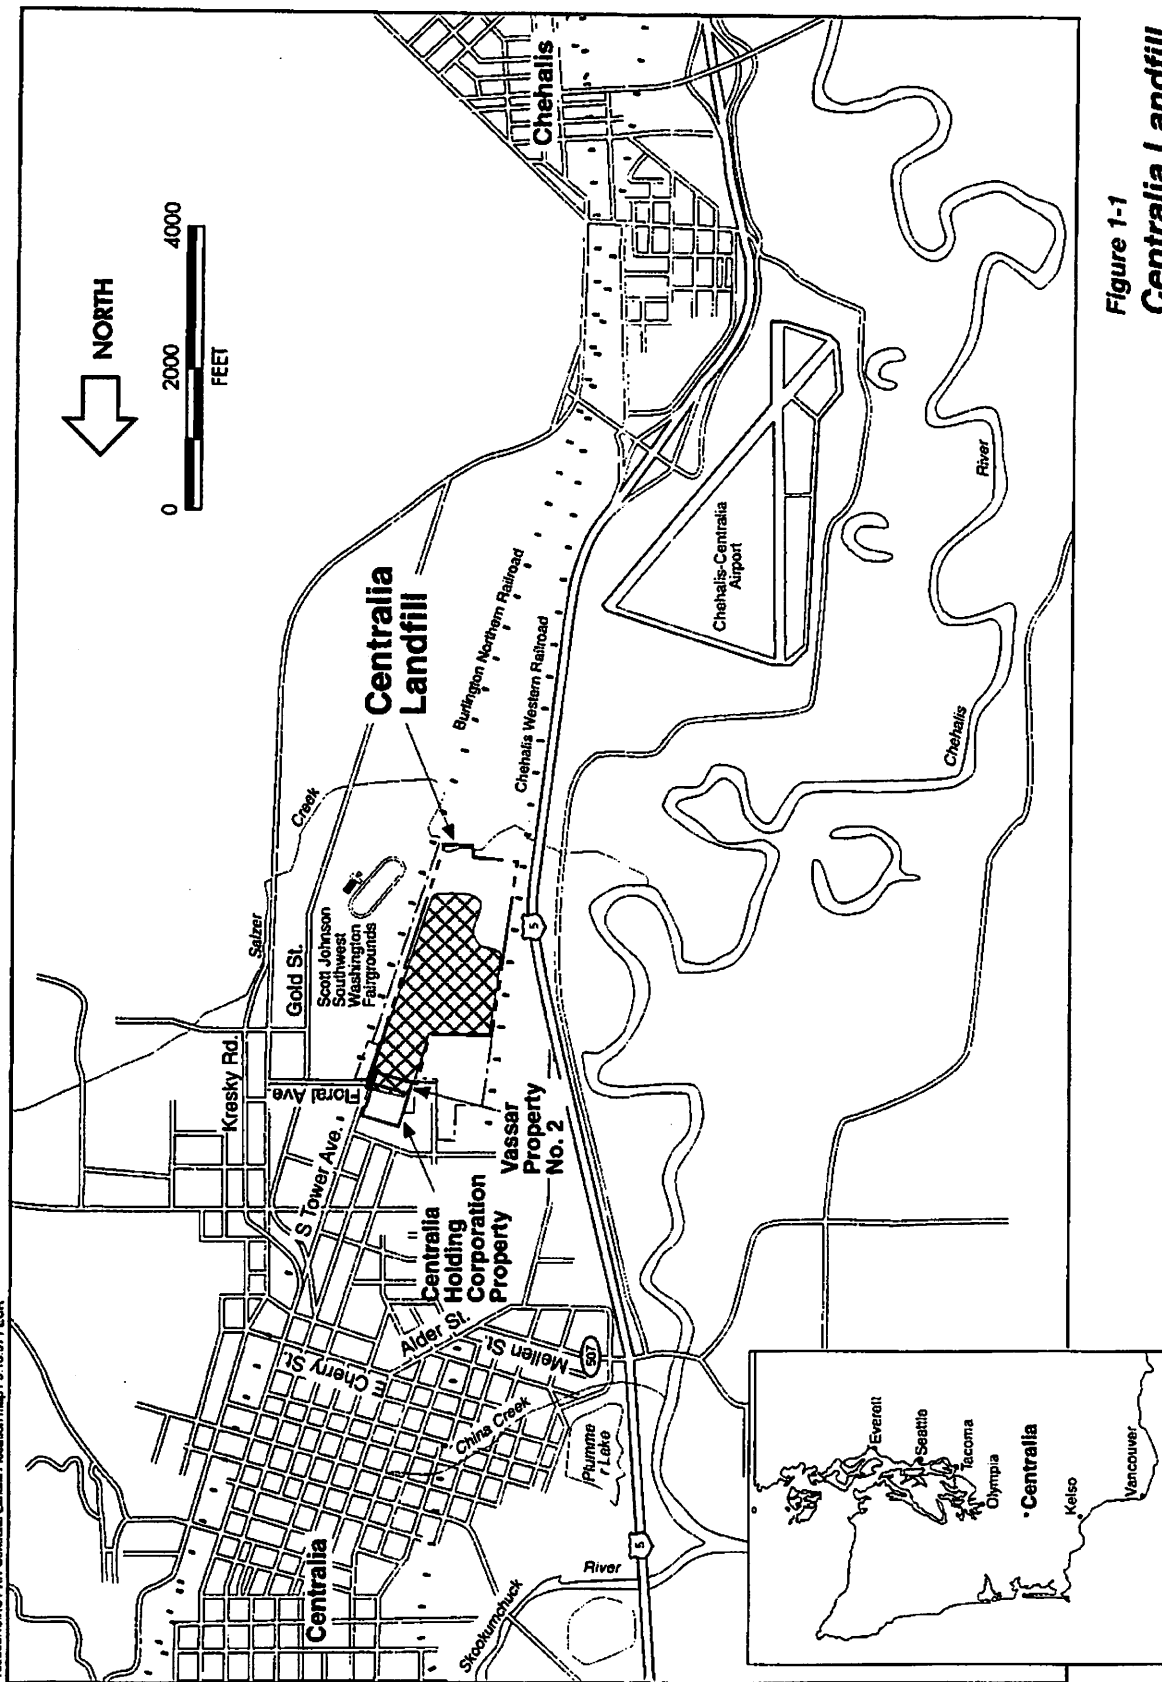 Figure 1-1
Centralia Landfill
NORTH
0 2000 4000
FEET
Chehalis
Centralia
Landfill
Burlington Northern Railroad
Chehalis Western Railroad
Chehalis-Centralia
Airport
River
Chehalis
Creek
Salzer
Gold St.
Scott Johnson
Southwest
Washington
Fairgrounds
Kresky Rd.
Floral Ave.
S Tower Ave.
Vassar
Property
No. 2
Centralia
Holding
Corporation
Property
5
Alder St.
Mellen St.
507
E Cherry St.
China Creek
Plumme
r Lake
Centralia
Skookumchuck
River
5
Everett
Seattle
Tacoma
Olympia
Centralia
Kelso
Vancouver